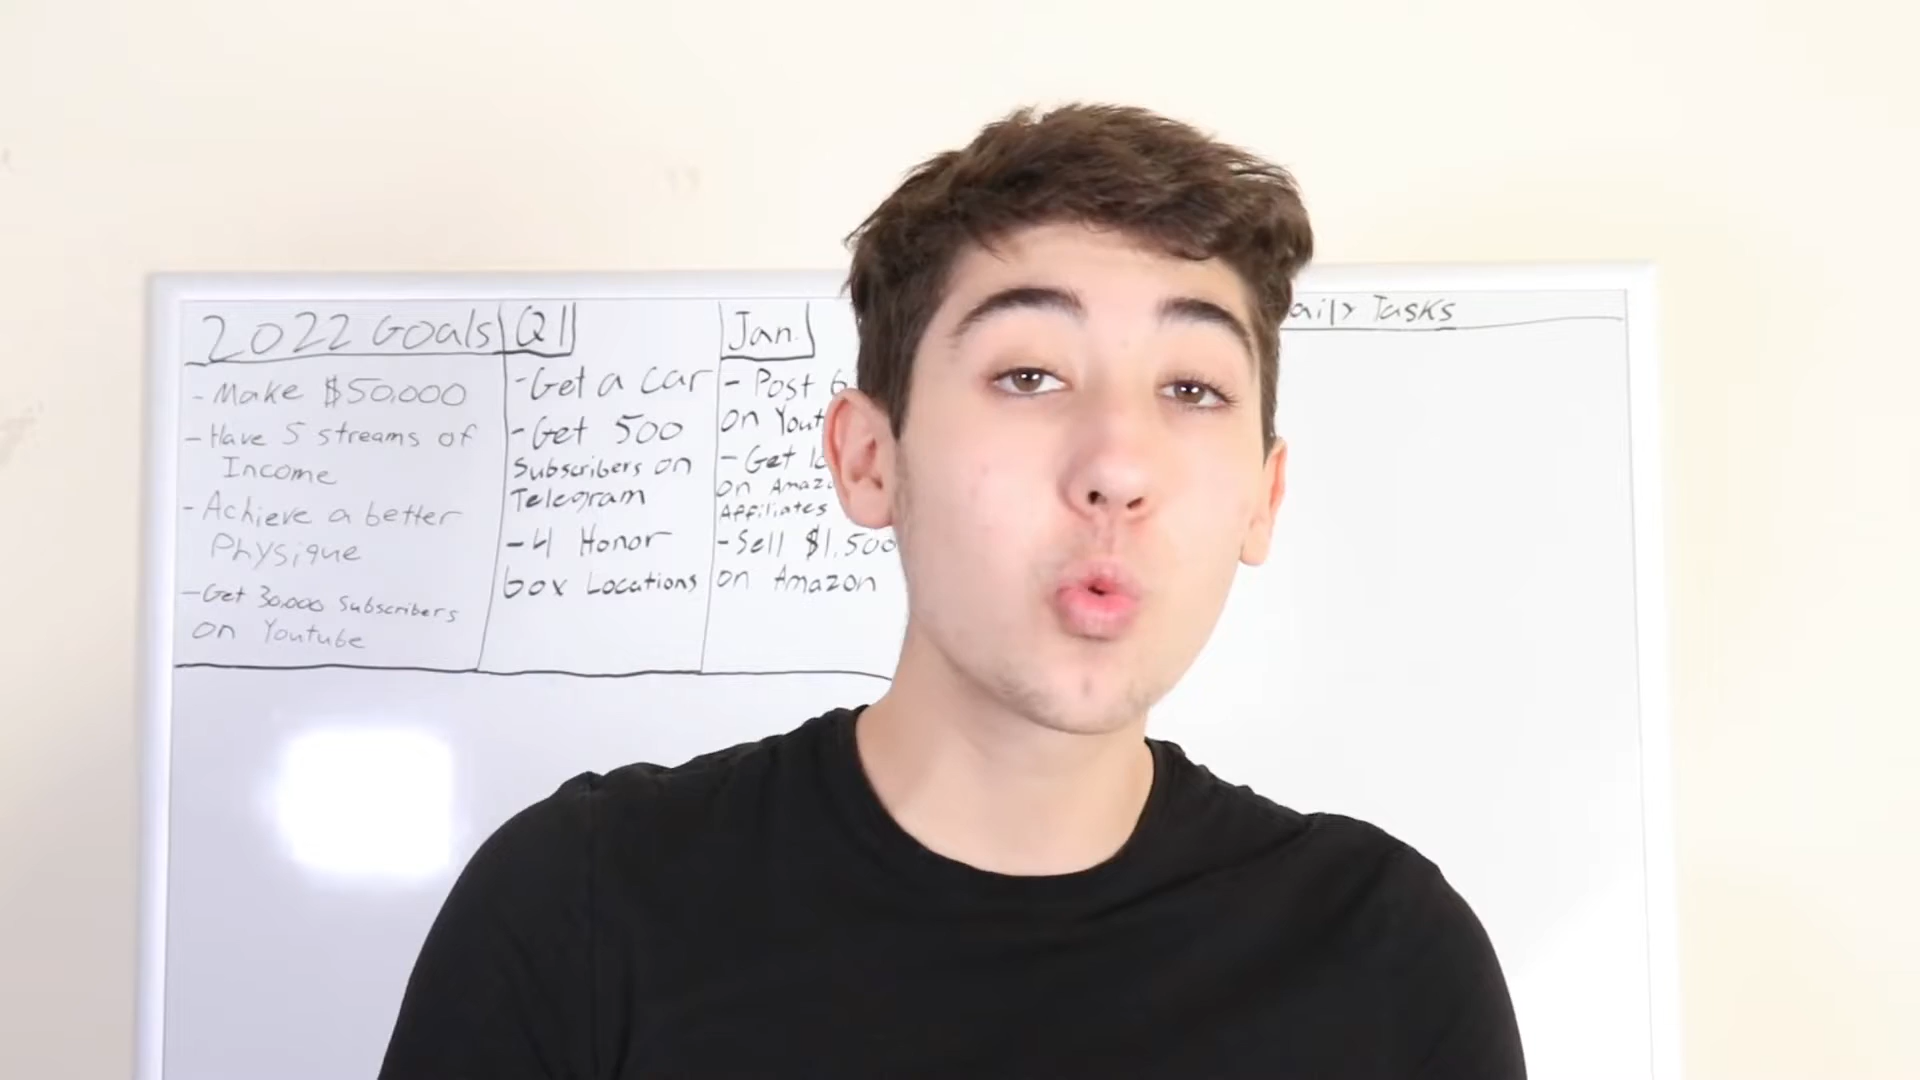 2022 Goals
- Make $50,000
- Have 5 streams of
Income
- Achieve a better
Physique
- Get 30,000 Subscribers
on Youtube
Q1
- Get a car
- Get 500
Subscribers on
Telegram
- 4 Honor
box Locations
Jan.
- Post 6
on Yout
- Get
on Amaz
Affiliates
- Sell $1,500
on Amazon
aily Tasks